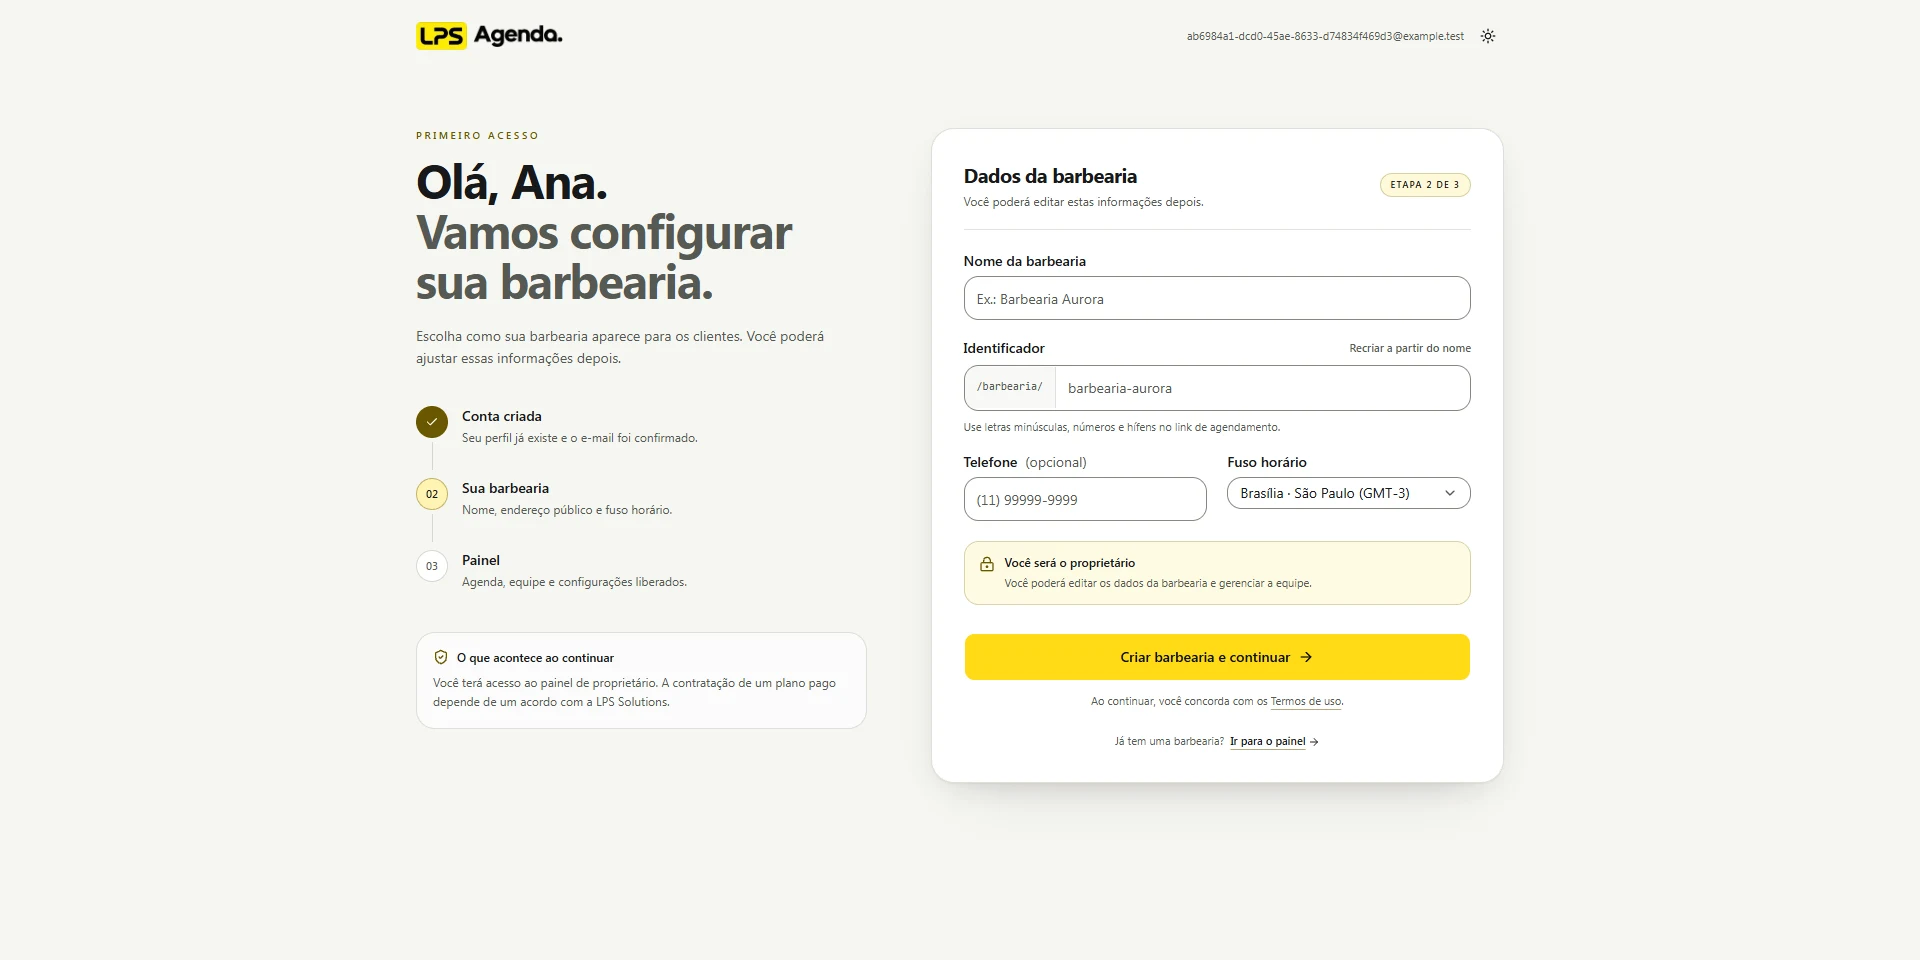 LPS Agenda.
ab6984a1-dcd0-45ae-8633-d74834f469d3@example.test
PRIMEIRO ACESSO
Olá, Ana.
Vamos configurar
sua barbearia.
Escolha como sua barbearia aparece para os clientes. Você poderá
ajustar essas informações depois.
Conta criada
Seu perfil já existe e o e-mail foi confirmado.
02
Sua barbearia
Nome, endereço público e fuso horário.
03
Painel
Agenda, equipe e configurações liberados.
O que acontece ao continuar
Você terá acesso ao painel de proprietário. A contratação de um plano pago
depende de um acordo com a LPS Solutions.
Dados da barbearia
Você poderá editar estas informações depois.
ETAPA 2 DE 3
Nome da barbearia
Ex.: Barbearia Aurora
Identificador
Recriar a partir do nome
/barbearia/
barbearia-aurora
Use letras minúsculas, números e hífens no link de agendamento.
Telefone (opcional)
(11) 99999-9999
Fuso horário
Brasília · São Paulo (GMT-3)
Você será o proprietário
Você poderá editar os dados da barbearia e gerenciar a equipe.
Criar barbearia e continuar →
Ao continuar, você concorda com os Termos de uso.
Já tem uma barbearia? Ir para o painel →